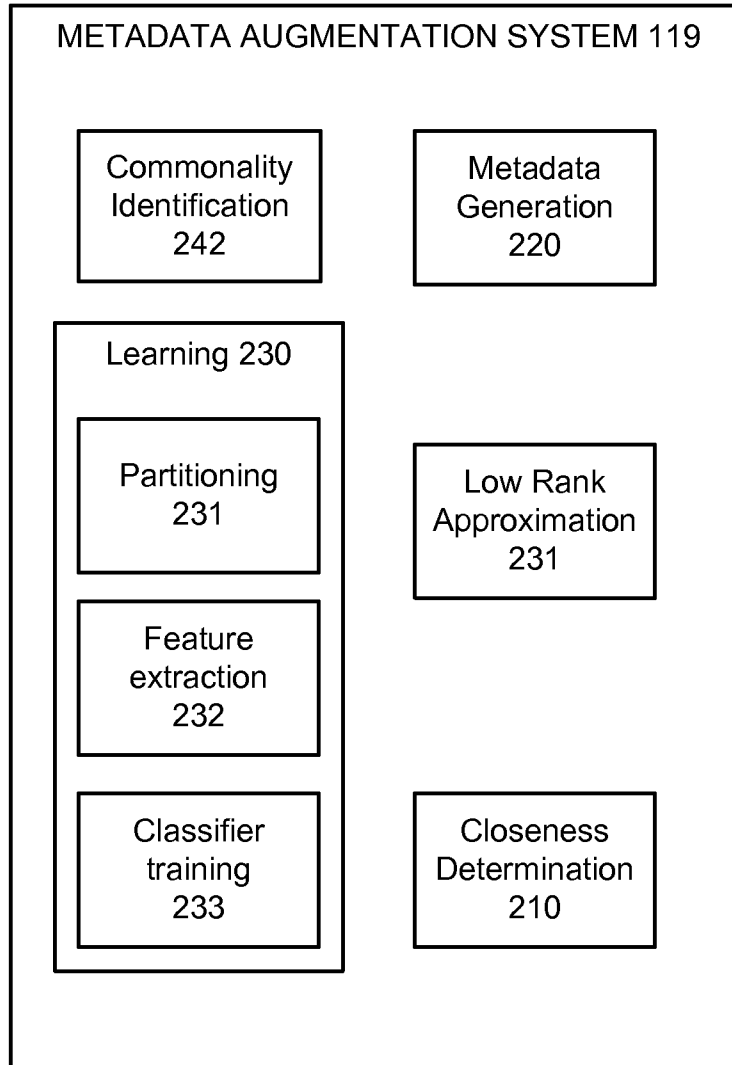 METADATA AUGMENTATION SYSTEM 119
Commonality
Identification
242
Metadata
Generation
220
Learning 230
Partitioning
231
Low Rank
Approximation
231
Feature
extraction
232
Classifier
training
233
Closeness
Determination
210